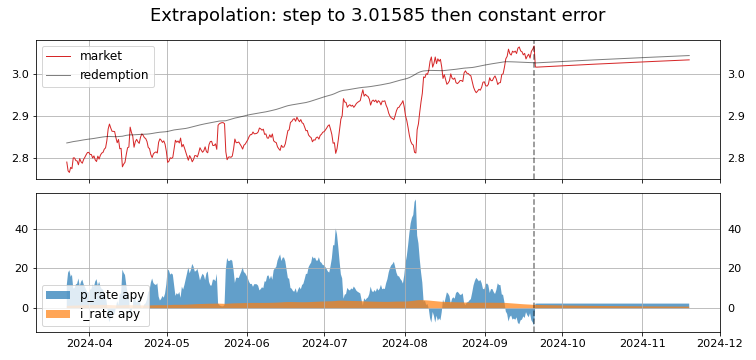 Extrapolation: step to 3.01585 then constant error
market
redemption
3.0
2.9
2.8
3.0
2.9
2.8
40
20
0
40
20
0
p_rate apy
i_rate apy
2024-04 2024-05 2024-06 2024-07 2024-08 2024-09 2024-10 2024-11 2024-12